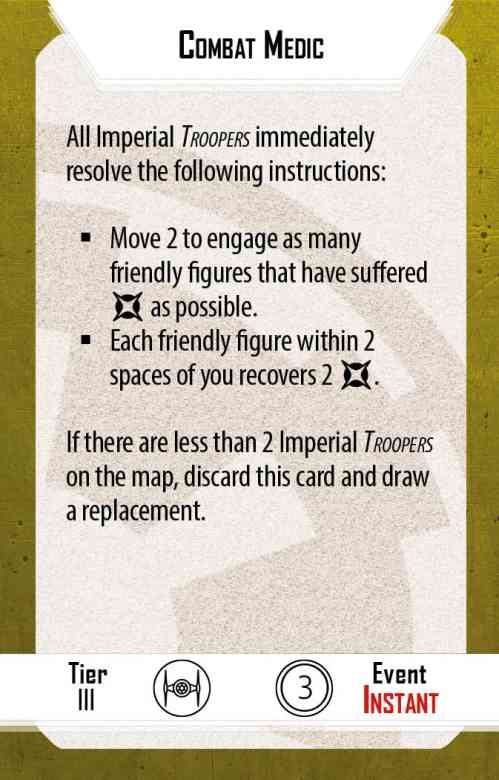 Combat Medic
All Imperial Troopers immediately
resolve the following instructions:
▪ Move 2 to engage as many
friendly figures that have suffered
as possible.
▪ Each friendly figure within 2
spaces of you recovers 2 .
If there are less than 2 Imperial Troopers
on the map, discard this card and draw
a replacement.
Tier
III
3
Event
Instant